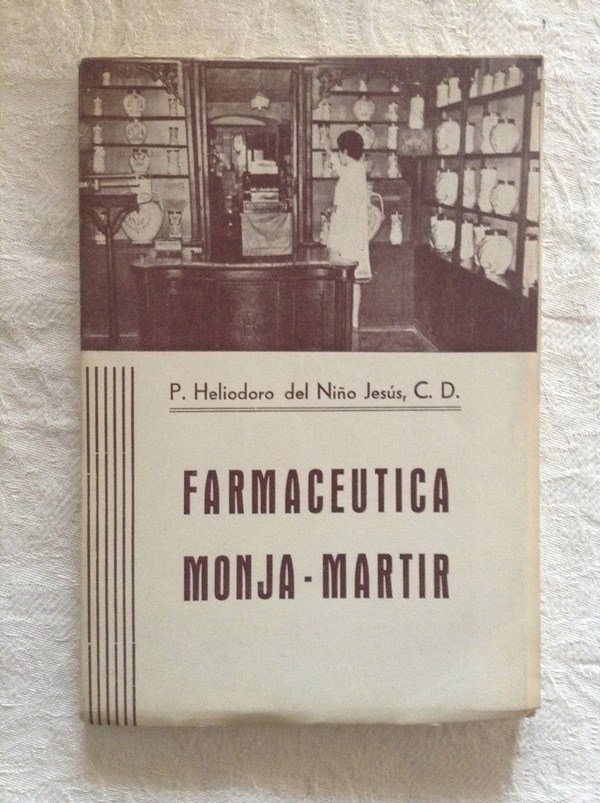 P. Heliodoro del Niño Jesús, C. D.
FARMACEUTICA
MONJA - MARTIR